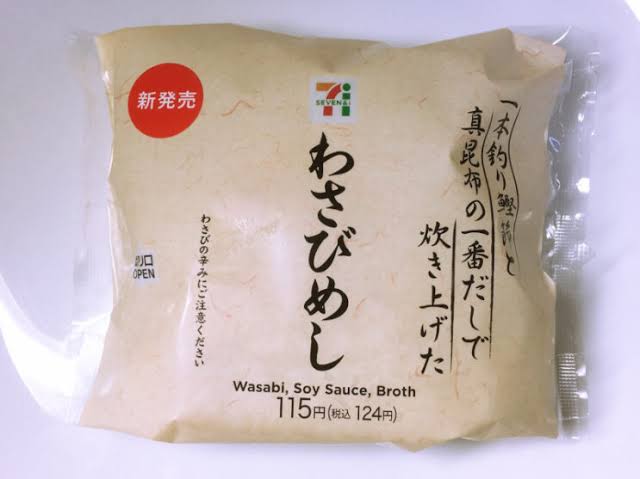 新発売
SEVEN&i
一本釣り鰹節と
真昆布の一番だしで
炊き上げた
わさびめし
わさびの辛みにご注意ください
切り口
OPEN
Wasabi, Soy Sauce, Broth
115円(税込 124円)